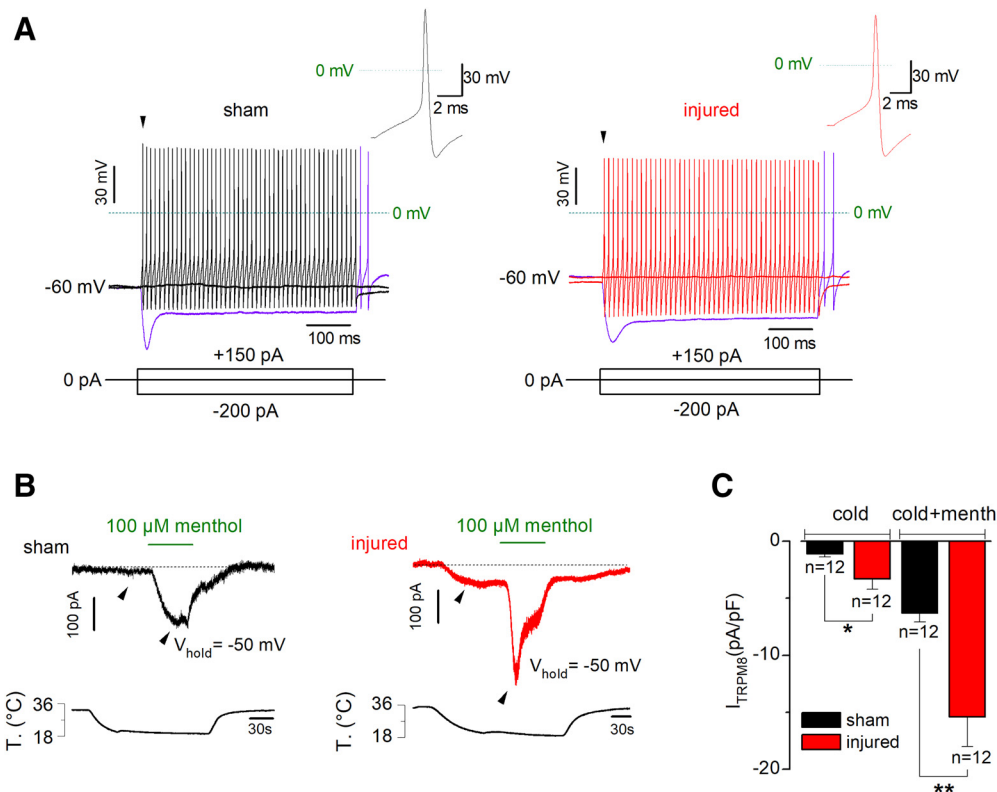 A
0 mV
30 mV
2 ms
sham
30 mV
0 mV
-60 mV
100 ms
+150 pA
0 pA
-200 pA
0 mV
30 mV
2 ms
injured
30 mV
0 mV
-60 mV
100 ms
+150 pA
0 pA
-200 pA
B
100 µM menthol
sham
100 pA
Vhold= -50 mV
T. (°C)
36
18
30s
100 µM menthol
injured
100 pA
Vhold= -50 mV
T. (°C)
36
18
30s
C
cold
cold+menth
0
-10
-20
ITRPM8(pA/pF)
n=12
n=12
n=12
n=12
*
**
sham
injured